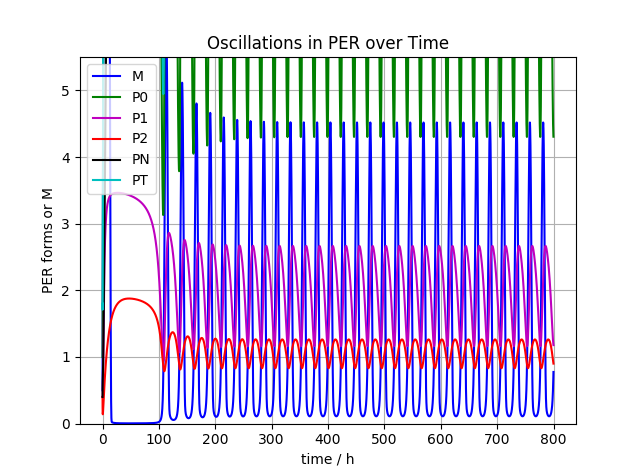 Oscillations in PER over Time
PER forms or M
5
4
3
2
1
0
M
P0
P1
P2
PN
PT
0 100 200 300 400 500 600 700 800
time / h